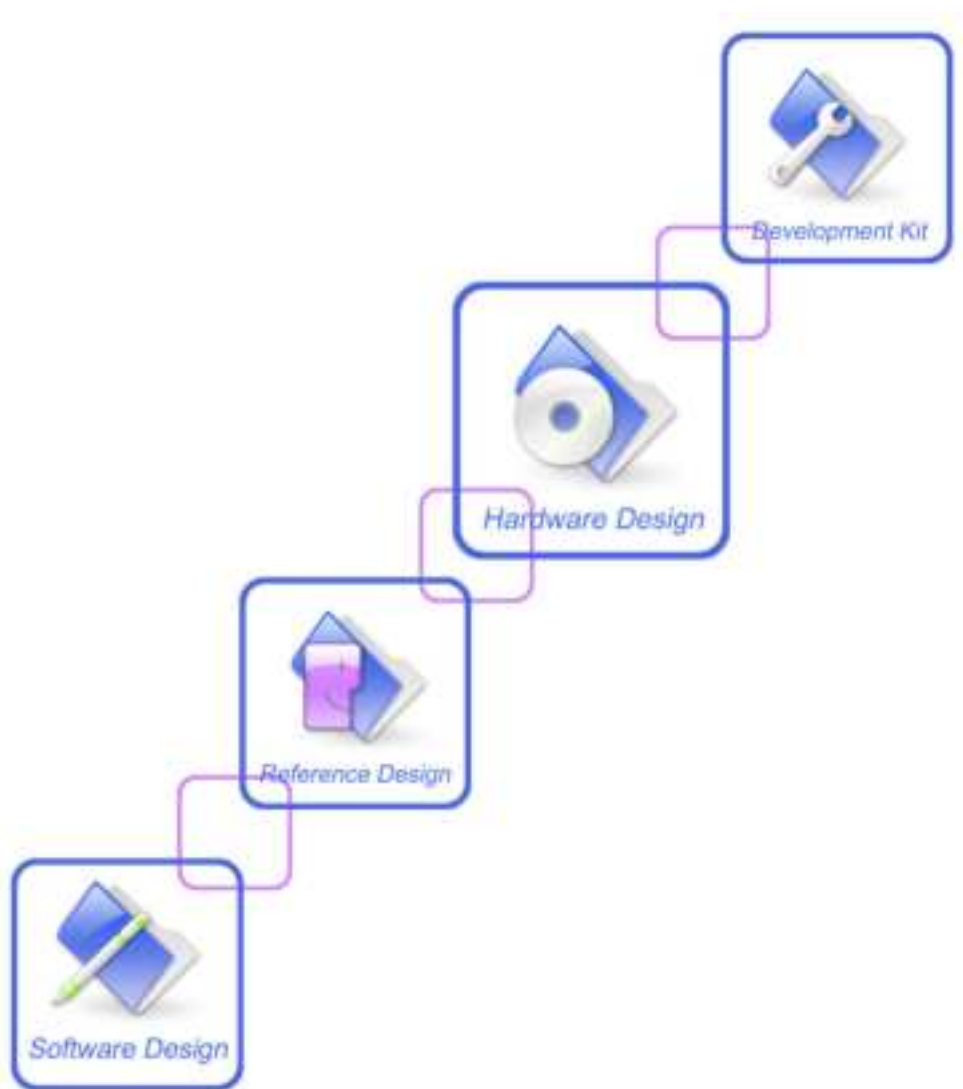 Development Kit
Hardware Design
Reference Design
Software Design